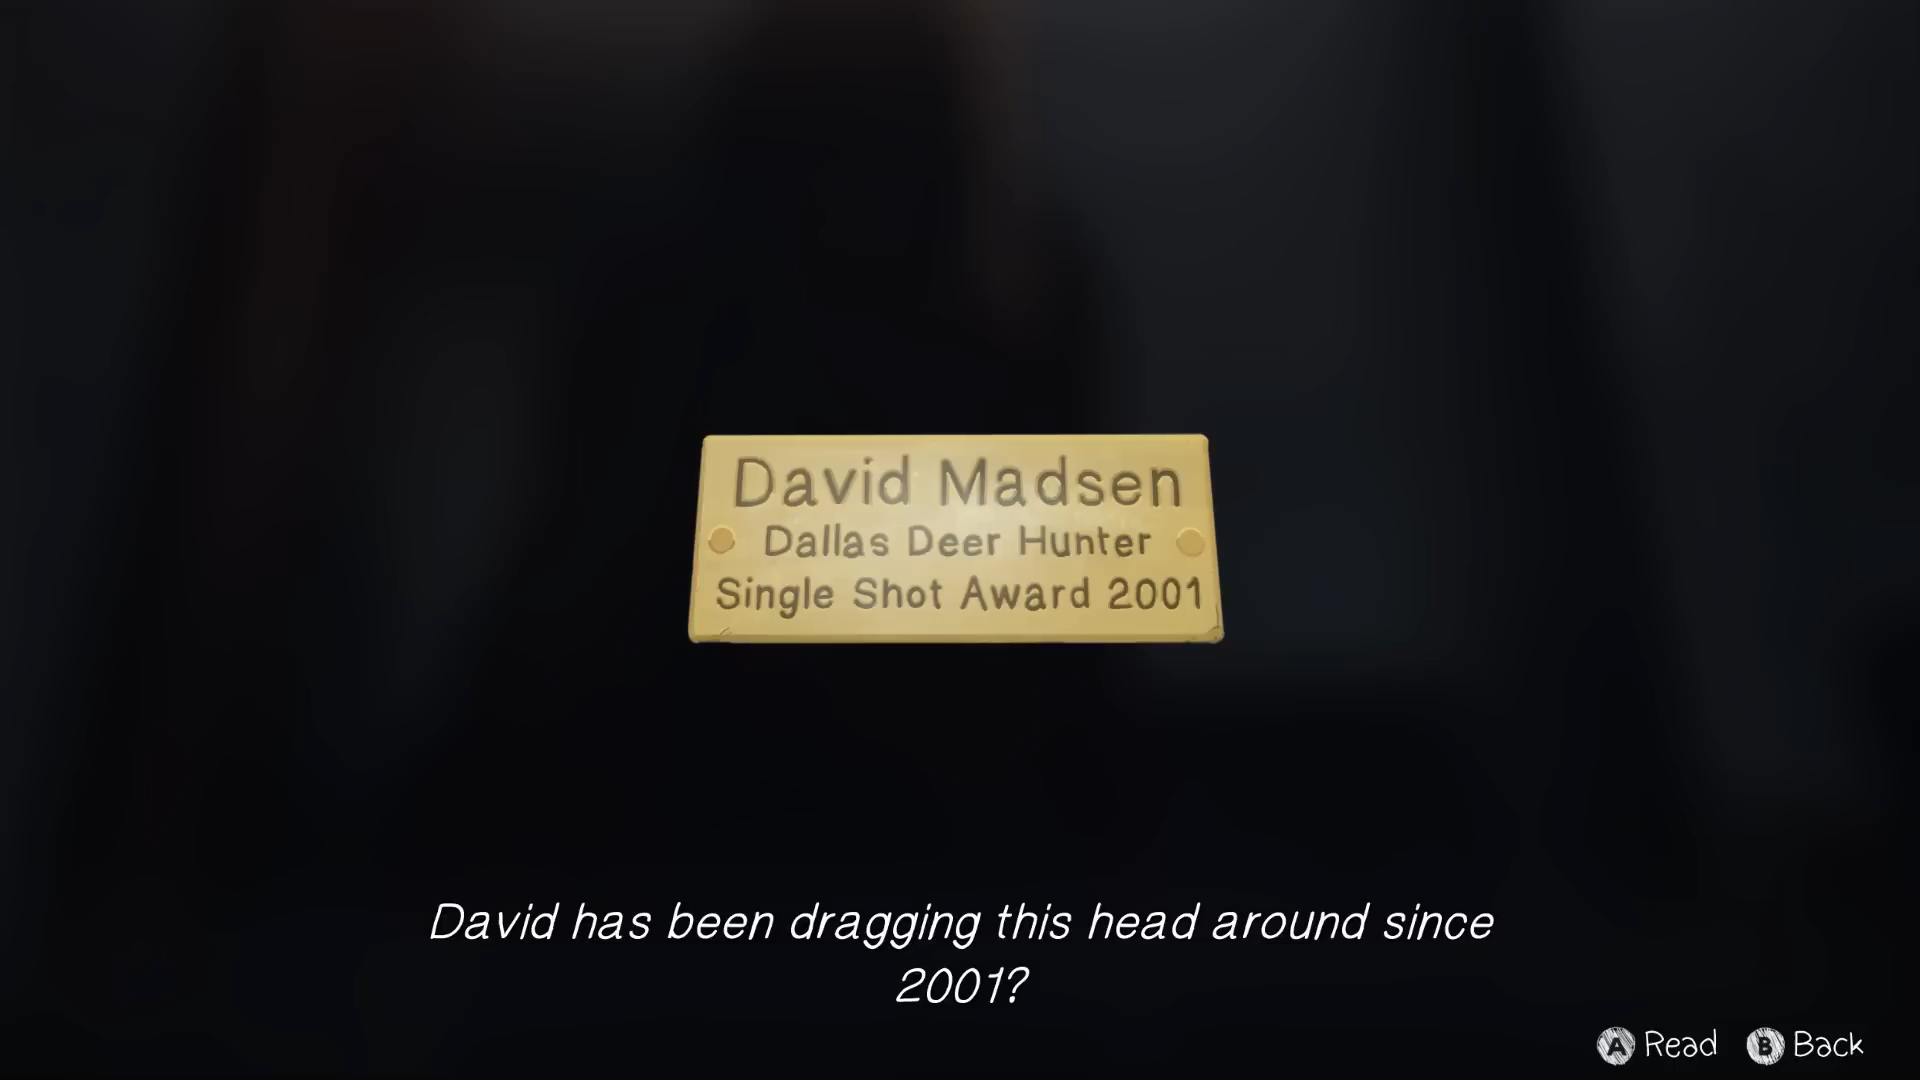 David Madsen
Dallas Deer Hunter
Single Shot Award 2001
David has been dragging this head around since
2001?
A Read B Back